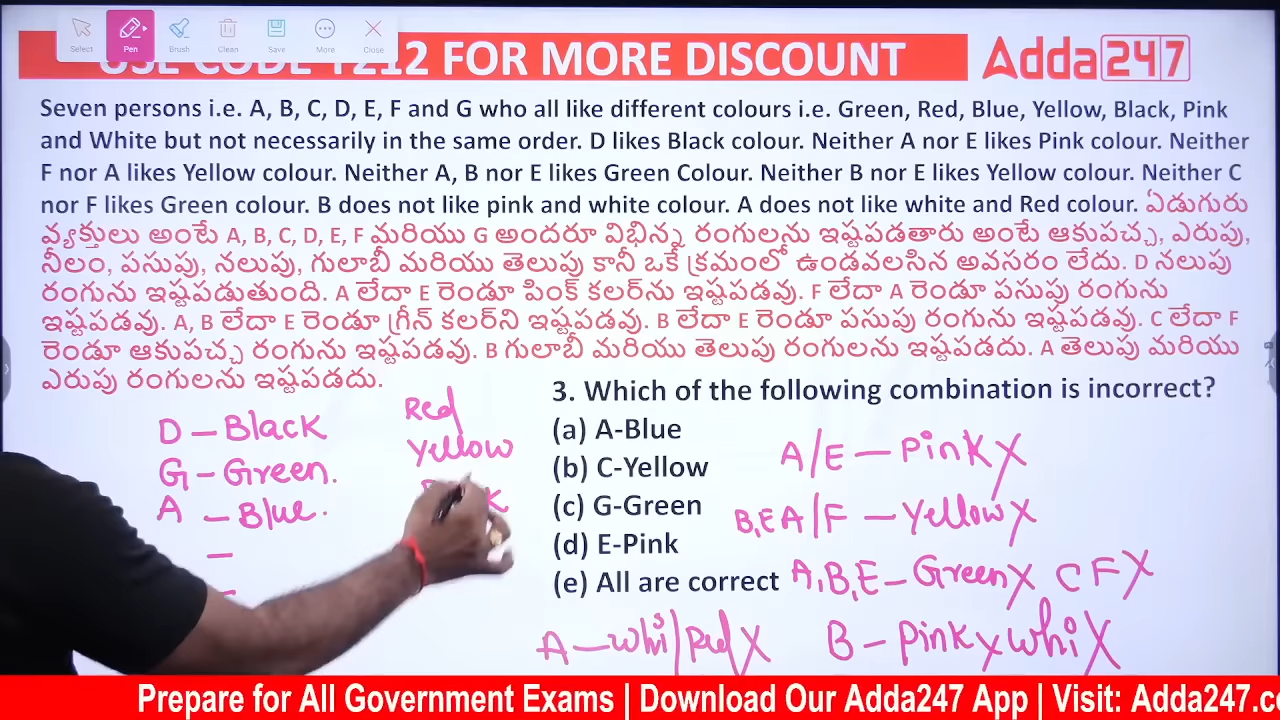 Select Pen Brush Clean Save More Close
FOR MORE DISCOUNT
Adda247
Seven persons i.e. A, B, C, D, E, F and G who all like different colours i.e. Green, Red, Blue, Yellow, Black, Pink
and White but not necessarily in the same order. D likes Black colour. Neither A nor E likes Pink colour. Neither
F nor A likes Yellow colour. Neither A, B nor E likes Green Colour. Neither B nor E likes Yellow colour. Neither C
nor F likes Green colour. B does not like pink and white colour. A does not like white and Red colour. ఏడుగురు
వ్యక్తులు అంటే A, B, C, D, E, F మరియు G అందరూ విభిన్న రంగులను ఇష్టపడతారు అంటే ఆకుపచ్చ, ఎరుపు,
నీలం, పసుపు, నలుపు, గులాబీ మరియు తెలుపు కానీ ఒకే క్రమంలో ఉండవలసిన అవసరం లేదు. D నలుపు
రంగును ఇష్టపడుతుంది. A లేదా E రెండూ పింక్ కలర్‌ను ఇష్టపడవు. F లేదా A రెండూ పసుపు రంగును
ఇష్టపడవు. A, B లేదా E రెండూ గ్రీన్ కలర్‌ని ఇష్టపడవు. B లేదా E రెండూ పసుపు రంగును ఇష్టపడవు. C లేదా F
రెండూ ఆకుపచ్చ రంగును ఇష్టపడవు. B గులాబీ మరియు తెలుపు రంగులను ఇష్టపడదు. A తెలుపు మరియు
ఎరుపు రంగులను ఇష్టపడదు.
3. Which of the following combination is incorrect?
(a) A-Blue
(b) C-Yellow
(c) G-Green
(d) E-Pink
(e) All are correct
D – Black
G – Green.
A – Blue.
–
Red
Yellow
A/E – Pink X
B,E A/F – Yellow X
A,B,E – Green X C F X
A – Whi/Red X
B – Pink X Whi X
Prepare for All Government Exams | Download Our Adda247 App | Visit: Adda247.c